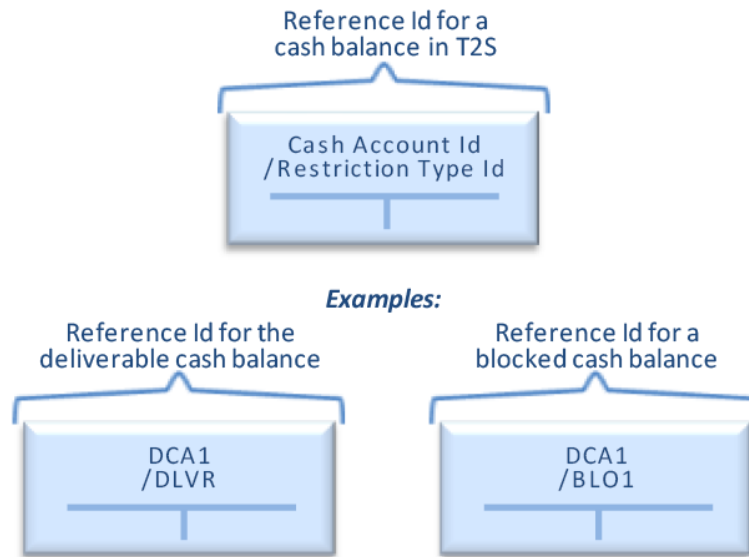 Reference Id for a
cash balance in T2S
Cash Account Id
/Restriction Type Id
Examples:
Reference Id for the
deliverable cash balance
DCA1
/DLVR
Reference Id for a
blocked cash balance
DCA1
/BLO1